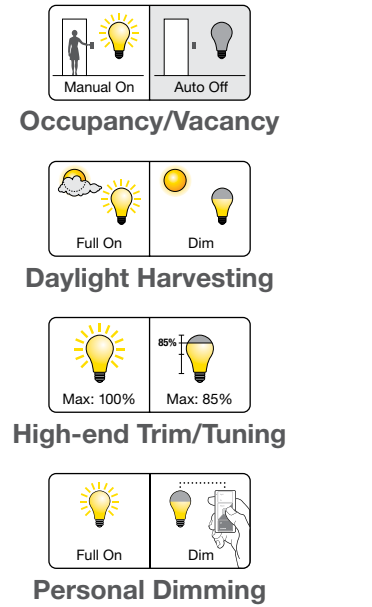 Manual On
Auto Off
Occupancy/Vacancy
Full On
Dim
Daylight Harvesting
85%
Max: 100%
Max: 85%
High-end Trim/Tuning
Full On
Dim
Personal Dimming